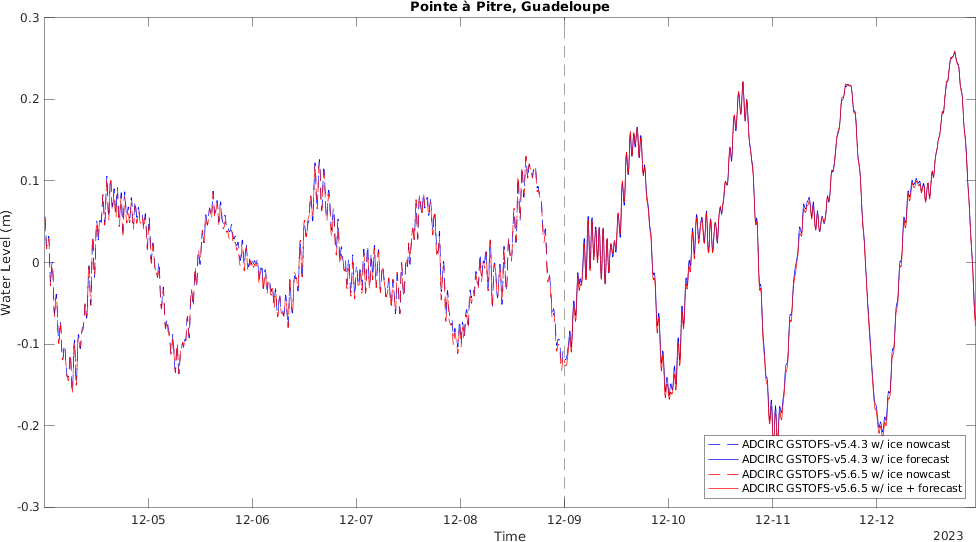 Pointe à Pitre, Guadeloupe
0.3
0.2
0.1
0
-0.1
-0.2
-0.3
Water Level (m)
12-05
12-06
12-07
12-08
12-09
12-10
12-11
12-12
Time
2023
ADCIRC GSTOFS-v5.4.3 w/ ice nowcast
ADCIRC GSTOFS-v5.4.3 w/ ice forecast
ADCIRC GSTOFS-v5.6.5 w/ ice nowcast
ADCIRC GSTOFS-v5.6.5 w/ ice + forecast